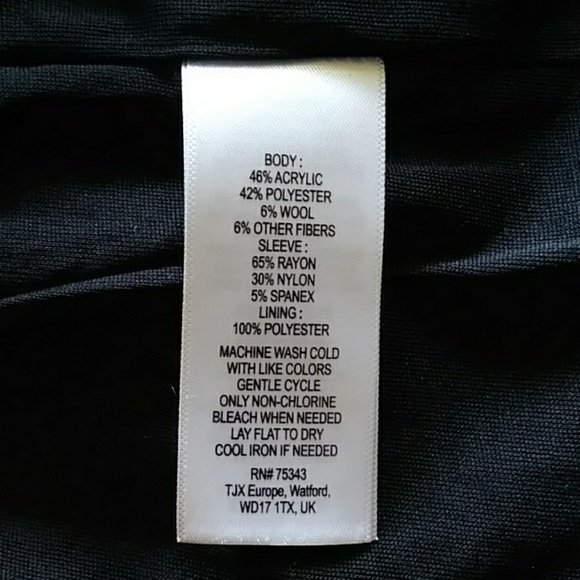 BODY :
46% ACRYLIC
42% POLYESTER
6% WOOL
6% OTHER FIBERS
SLEEVE :
65% RAYON
30% NYLON
5% SPANEX
LINING :
100% POLYESTER
MACHINE WASH COLD
WITH LIKE COLORS
GENTLE CYCLE
ONLY NON-CHLORINE
BLEACH WHEN NEEDED
LAY FLAT TO DRY
COOL IRON IF NEEDED
RN# 75343
TJX Europe, Watford,
WD17 1TX, UK